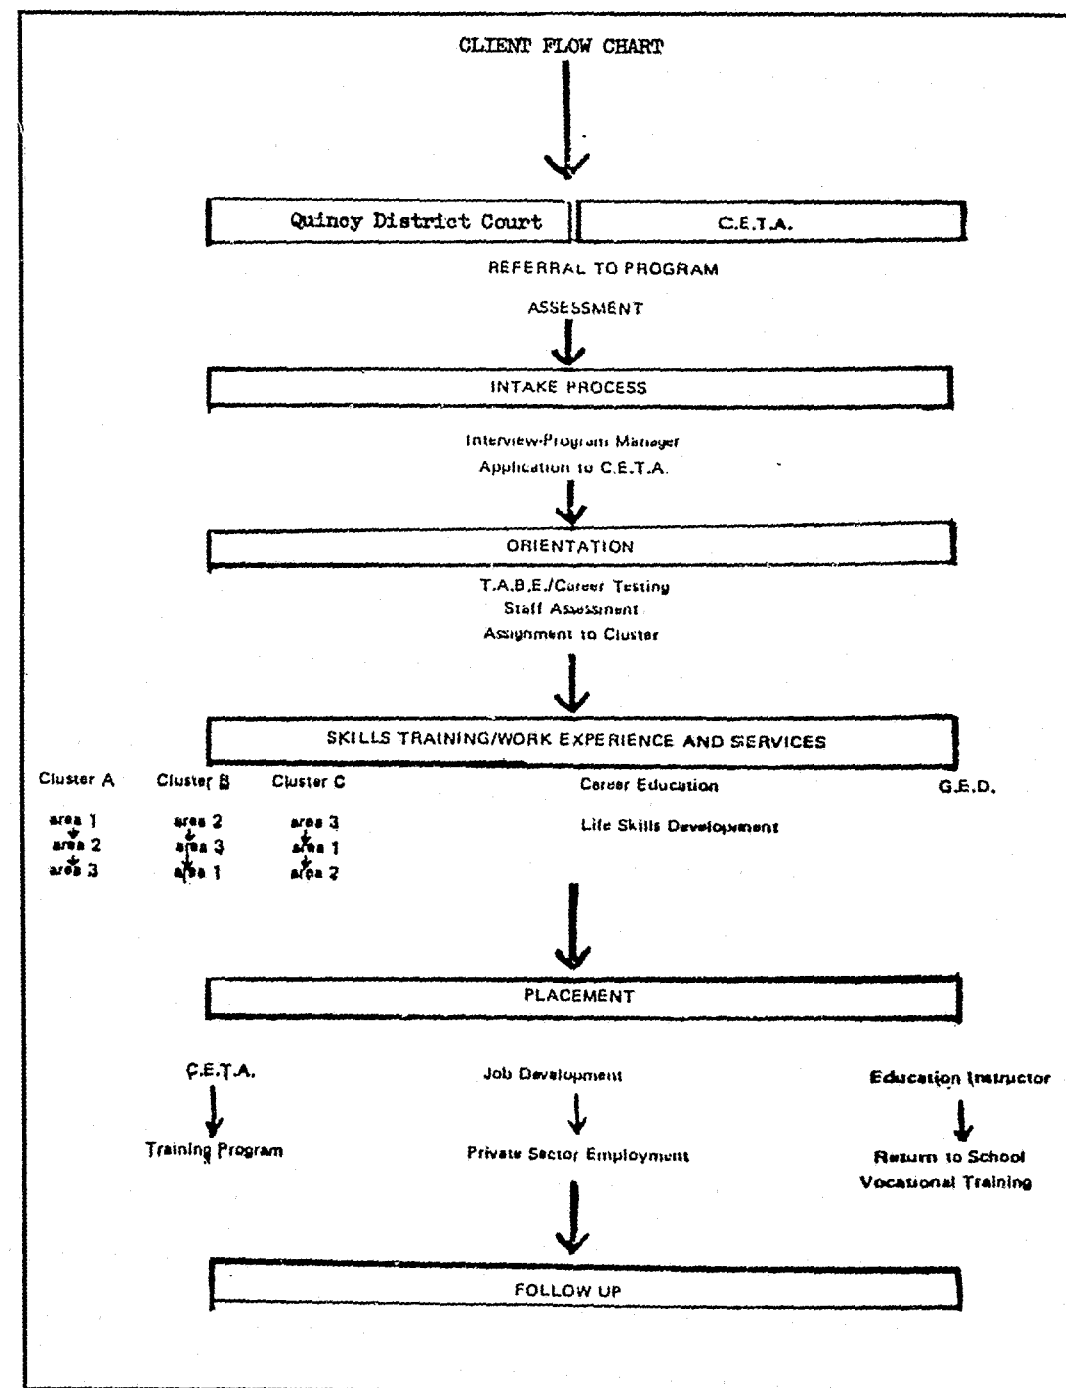 CLIENT FLOW CHART
Quincy District Court C.E.T.A.
REFERRAL TO PROGRAM
ASSESSMENT
INTAKE PROCESS
Interview-Program Manager
Application to C.E.T.A.
ORIENTATION
T.A.B.E./Career Testing
Staff Assessment
Assignment to Cluster
SKILLS TRAINING/WORK EXPERIENCE AND SERVICES
Cluster A Cluster B Cluster C Career Education G.E.D.
area 1 area 2 area 3 Life Skills Development
area 2 area 3 area 1
area 3 area 1 area 2
PLACEMENT
C.E.T.A. Job Development Education Instructor
Training Program Private Sector Employment Return to School
Vocational Training
FOLLOW UP